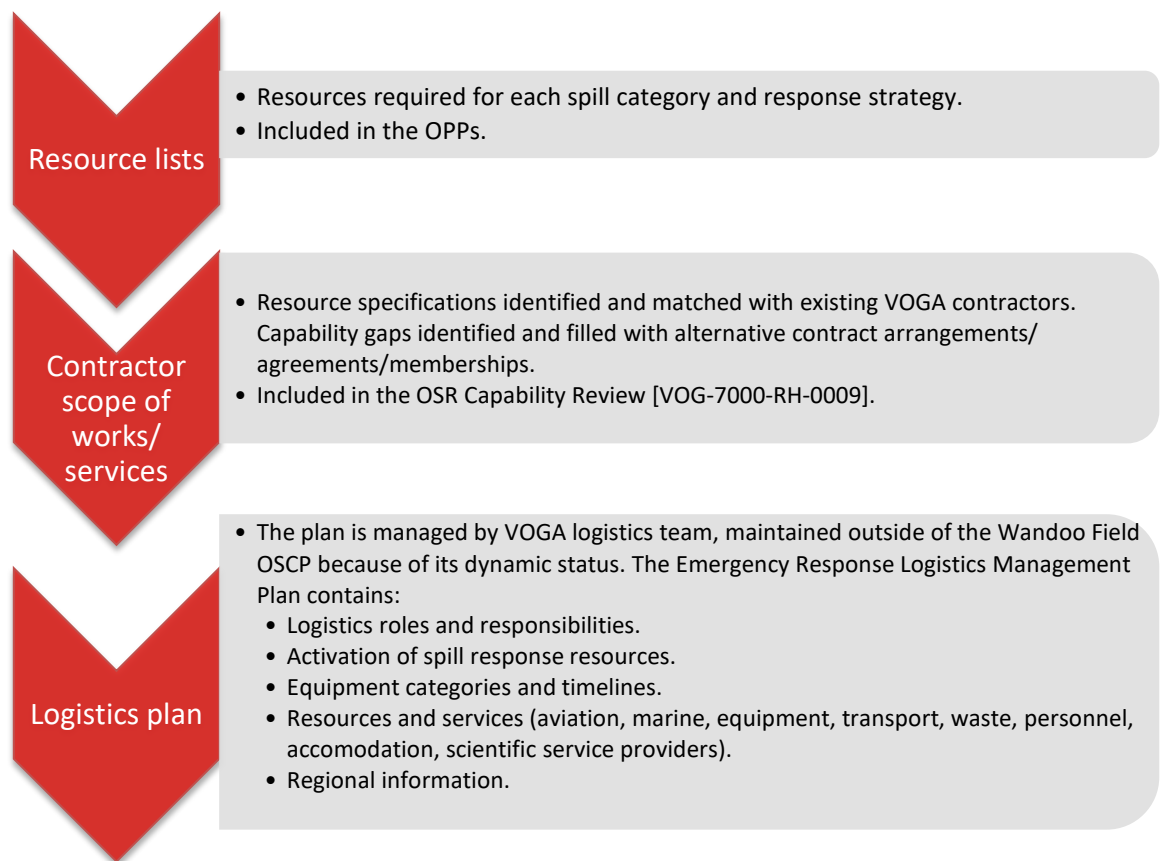 Resource lists
• Resources required for each spill category and response strategy.
• Included in the OPPs.
Contractor
scope of
works/
services
• Resource specifications identified and matched with existing VOGA contractors.
Capability gaps identified and filled with alternative contract arrangements/
agreements/memberships.
• Included in the OSR Capability Review [VOG-7000-RH-0009].
Logistics plan
• The plan is managed by VOGA logistics team, maintained outside of the Wandoo Field
OSCP because of its dynamic status. The Emergency Response Logistics Management
Plan contains:
• Logistics roles and responsibilities.
• Activation of spill response resources.
• Equipment categories and timelines.
• Resources and services (aviation, marine, equipment, transport, waste, personnel,
accomodation, scientific service providers).
• Regional information.